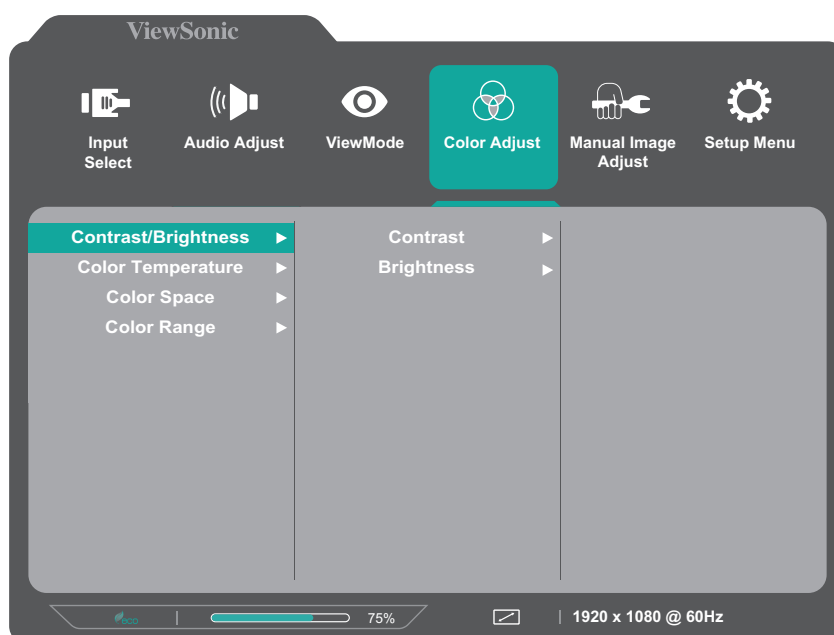 ViewSonic
Input
Select
Audio Adjust
ViewMode
Color Adjust
Manual Image
Adjust
Setup Menu
Contrast/Brightness
Color Temperature
Color Space
Color Range
Contrast
Brightness
eco
75%
1920 x 1080 @ 60Hz